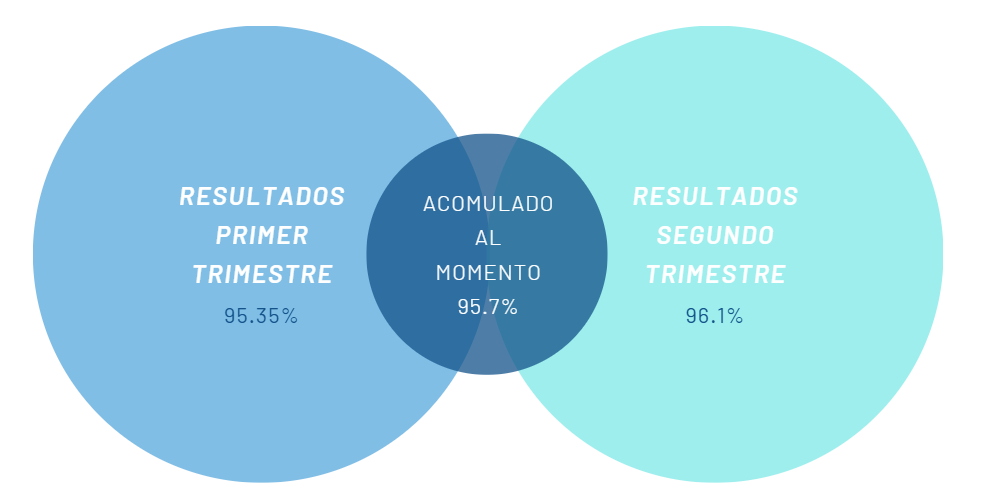 RESULTADOS
PRIMER
TRIMESTRE
95.35%
ACOMULADO
AL
MOMENTO
95.7%
RESULTADOS
SEGUNDO
TRIMESTRE
96.1%